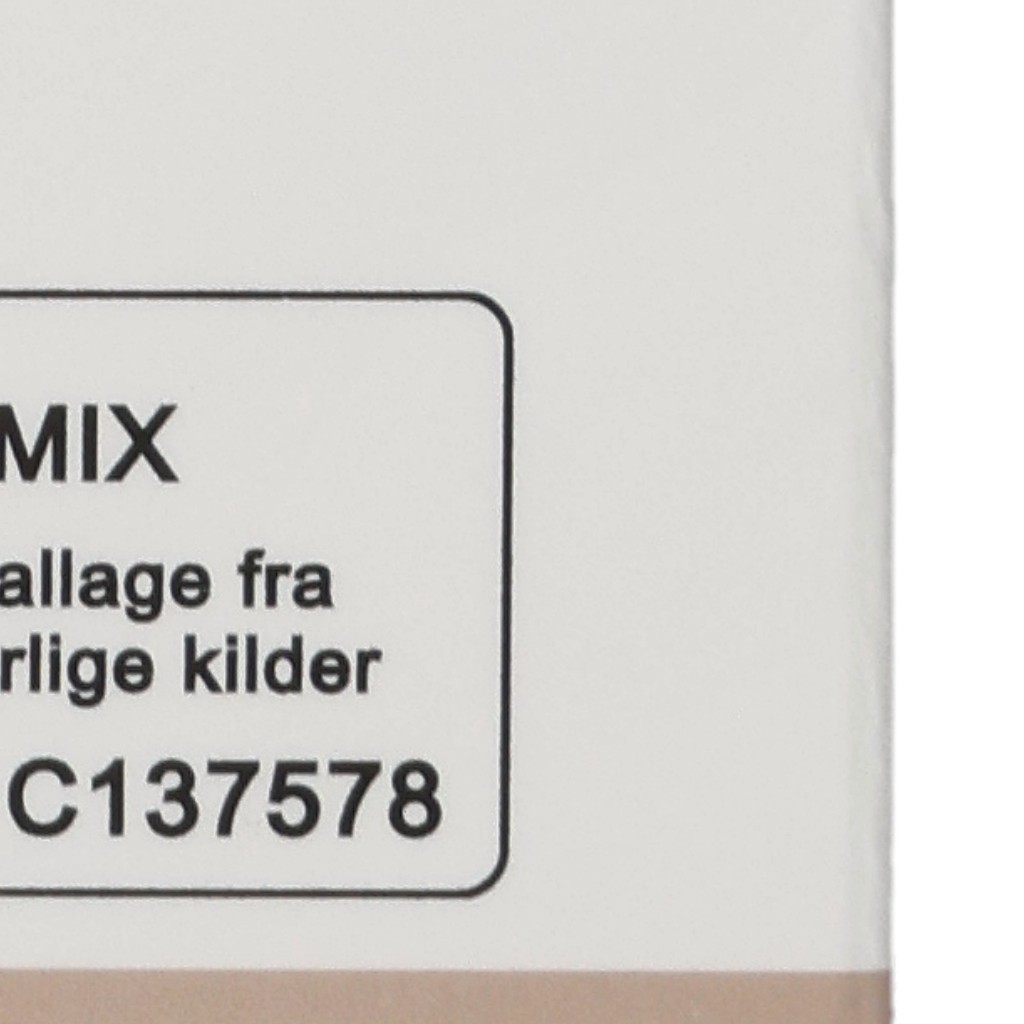 MIX
allage fra
rlige kilder
C137578